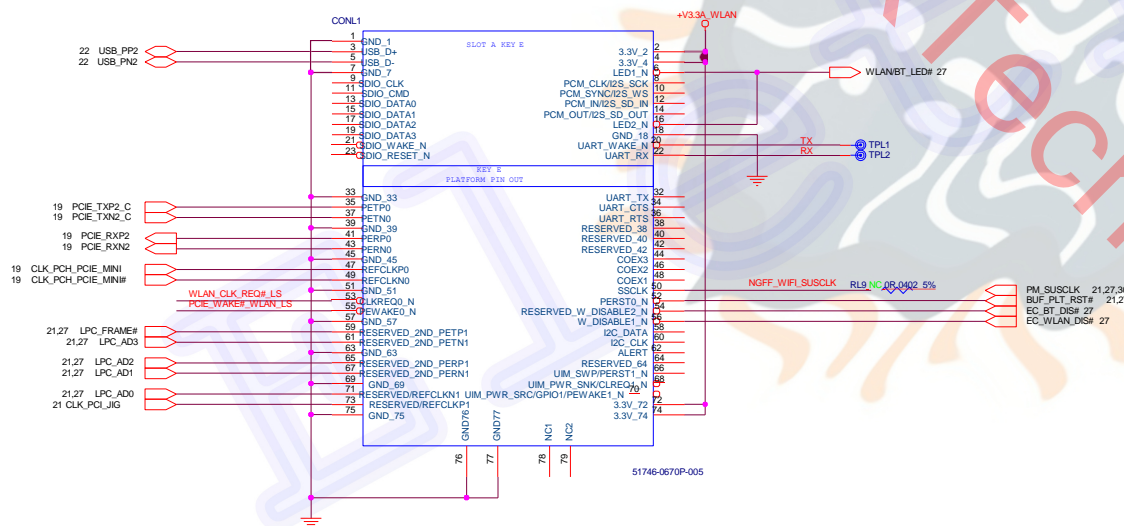 +V3.3A_WLAN
CONL1
SLOT A KEY E
1 GND_1
22 USB_PP2 3 USB_D+ 3.3V_2 2
22 USB_PN2 5 USB_D- 3.3V_4 4
7 GND_7 LED1_N 6 WLAN/BT_LED# 27
9 SDIO_CLK PCM_CLK/I2S_SCK 8
11 SDIO_CMD PCM_SYNC/I2S_WS 10
13 SDIO_DATA0 PCM_IN/I2S_SD_IN 12
15 SDIO_DATA1 PCM_OUT/I2S_SD_OUT 14
17 SDIO_DATA2 LED2_N 16
19 SDIO_DATA3 GND_18 18
21 SDIO_WAKE_N UART_WAKE_N 20 TX TPL1
23 SDIO_RESET_N UART_RX 22 RX TPL2
KEY E
PLATFORM PIN OUT
33 GND_33 UART_TX 32
19 PCIE_TXP2_C 35 PETP0 UART_CTS 34
19 PCIE_TXN2_C 37 PETN0 UART_RTS 36
39 GND_39 RESERVED_38 38
19 PCIE_RXP2 41 PERP0 RESERVED_40 40
19 PCIE_RXN2 43 PERN0 RESERVED_42 42
45 GND_45 COEX3 44
19 CLK_PCH_PCIE_MINI 47 REFCLKP0 COEX2 46
19 CLK_PCH_PCIE_MINI# 49 REFCLKN0 COEX1 48
51 GND_51 SSCLK 50 NGFF_WIFI_SUSCLK RL9 NC 0R,0402 5% PM_SUSCLK
WLAN_CLK_REQ#_LS 53 CLKREQ0_N PERST0_N 52 BUF_PLT_RST#
PCIE_WAKE#_WLAN_LS 55 PEWAKE0_N RESERVED_W_DISABLE2_N 54 EC_BT_DIS# 27
57 GND_57 W_DISABLE1_N 56 EC_WLAN_DIS# 27
21,27 LPC_FRAME# 59 RESERVED_2ND_PETP1 I2C_DATA 58
21,27 LPC_AD3 61 RESERVED_2ND_PETN1 I2C_CLK 60
63 GND_63 ALERT 62
21,27 LPC_AD2 65 RESERVED_2ND_PERP1 RESERVED_64 64
21,27 LPC_AD1 67 RESERVED_2ND_PERN1 UIM_SWP/PERST1_N 66
69 GND_69 UIM_PWR_SNK/CLREQ1_N 68
21,27 LPC_AD0 71 RESERVED/REFCLKN1 UIM_PWR_SRC/GPIO1/PEWAKE1_N 70
21 CLK_PCI_JIG 73 RESERVED/REFCLKP1 3.3V_72 72
75 GND_75 3.3V_74 74
GND76 GND77 NC1 NC2
76 77 78 79
51746-0670P-005